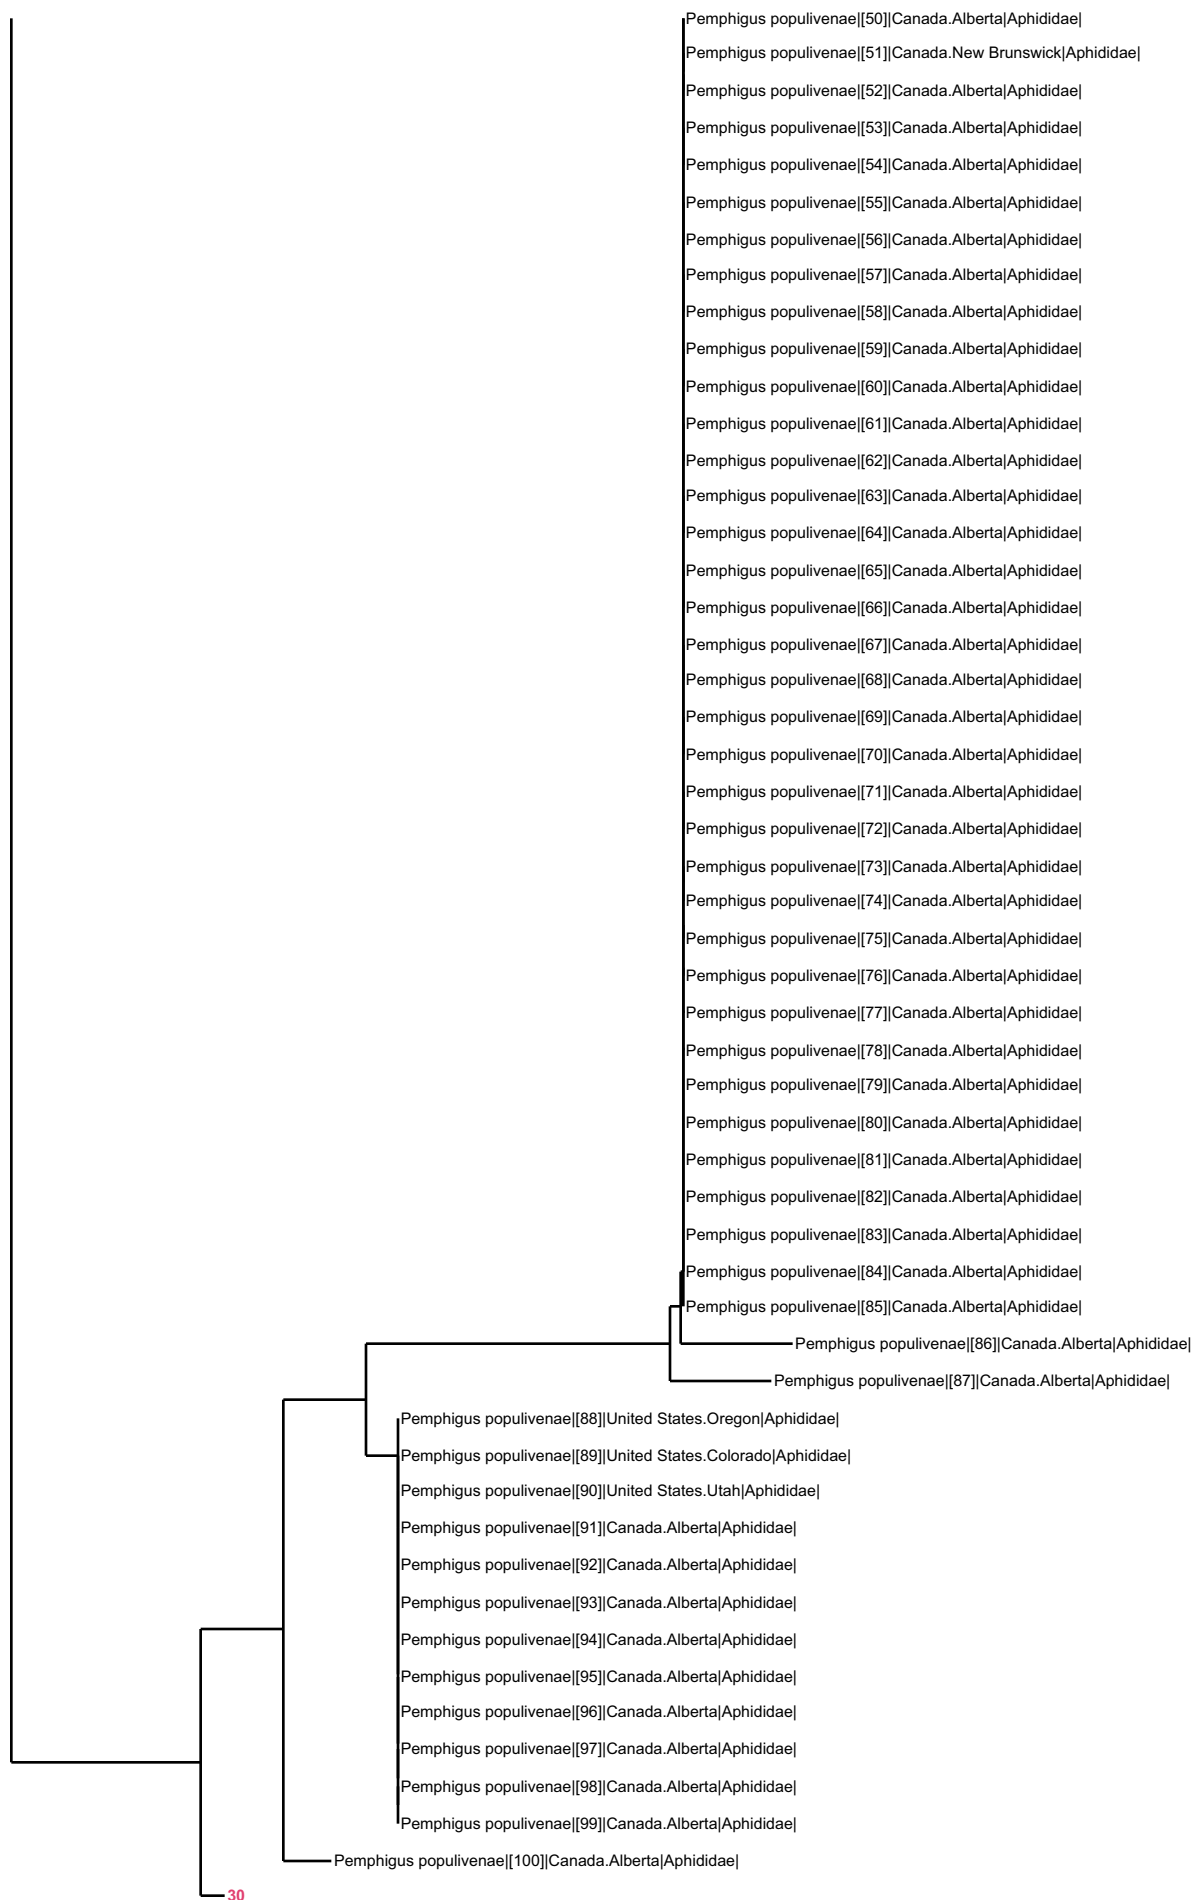 Pemphigus populivenae|[50]|Canada.Alberta|Aphididae|
Pemphigus populivenae|[51]|Canada.New Brunswick|Aphididae|
Pemphigus populivenae|[52]|Canada.Alberta|Aphididae|
Pemphigus populivenae|[53]|Canada.Alberta|Aphididae|
Pemphigus populivenae|[54]|Canada.Alberta|Aphididae|
Pemphigus populivenae|[55]|Canada.Alberta|Aphididae|
Pemphigus populivenae|[56]|Canada.Alberta|Aphididae|
Pemphigus populivenae|[57]|Canada.Alberta|Aphididae|
Pemphigus populivenae|[58]|Canada.Alberta|Aphididae|
Pemphigus populivenae|[59]|Canada.Alberta|Aphididae|
Pemphigus populivenae|[60]|Canada.Alberta|Aphididae|
Pemphigus populivenae|[61]|Canada.Alberta|Aphididae|
Pemphigus populivenae|[62]|Canada.Alberta|Aphididae|
Pemphigus populivenae|[63]|Canada.Alberta|Aphididae|
Pemphigus populivenae|[64]|Canada.Alberta|Aphididae|
Pemphigus populivenae|[65]|Canada.Alberta|Aphididae|
Pemphigus populivenae|[66]|Canada.Alberta|Aphididae|
Pemphigus populivenae|[67]|Canada.Alberta|Aphididae|
Pemphigus populivenae|[68]|Canada.Alberta|Aphididae|
Pemphigus populivenae|[69]|Canada.Alberta|Aphididae|
Pemphigus populivenae|[70]|Canada.Alberta|Aphididae|
Pemphigus populivenae|[71]|Canada.Alberta|Aphididae|
Pemphigus populivenae|[72]|Canada.Alberta|Aphididae|
Pemphigus populivenae|[73]|Canada.Alberta|Aphididae|
Pemphigus populivenae|[74]|Canada.Alberta|Aphididae|
Pemphigus populivenae|[75]|Canada.Alberta|Aphididae|
Pemphigus populivenae|[76]|Canada.Alberta|Aphididae|
Pemphigus populivenae|[77]|Canada.Alberta|Aphididae|
Pemphigus populivenae|[78]|Canada.Alberta|Aphididae|
Pemphigus populivenae|[79]|Canada.Alberta|Aphididae|
Pemphigus populivenae|[80]|Canada.Alberta|Aphididae|
Pemphigus populivenae|[81]|Canada.Alberta|Aphididae|
Pemphigus populivenae|[82]|Canada.Alberta|Aphididae|
Pemphigus populivenae|[83]|Canada.Alberta|Aphididae|
Pemphigus populivenae|[84]|Canada.Alberta|Aphididae|
Pemphigus populivenae|[85]|Canada.Alberta|Aphididae|
Pemphigus populivenae|[86]|Canada.Alberta|Aphididae|
Pemphigus populivenae|[87]|Canada.Alberta|Aphididae|
Pemphigus populivenae|[88]|United States.Oregon|Aphididae|
Pemphigus populivenae|[89]|United States.Colorado|Aphididae|
Pemphigus populivenae|[90]|United States.Utah|Aphididae|
Pemphigus populivenae|[91]|Canada.Alberta|Aphididae|
Pemphigus populivenae|[92]|Canada.Alberta|Aphididae|
Pemphigus populivenae|[93]|Canada.Alberta|Aphididae|
Pemphigus populivenae|[94]|Canada.Alberta|Aphididae|
Pemphigus populivenae|[95]|Canada.Alberta|Aphididae|
Pemphigus populivenae|[96]|Canada.Alberta|Aphididae|
Pemphigus populivenae|[97]|Canada.Alberta|Aphididae|
Pemphigus populivenae|[98]|Canada.Alberta|Aphididae|
Pemphigus populivenae|[99]|Canada.Alberta|Aphididae|
Pemphigus populivenae|[100]|Canada.Alberta|Aphididae|
30